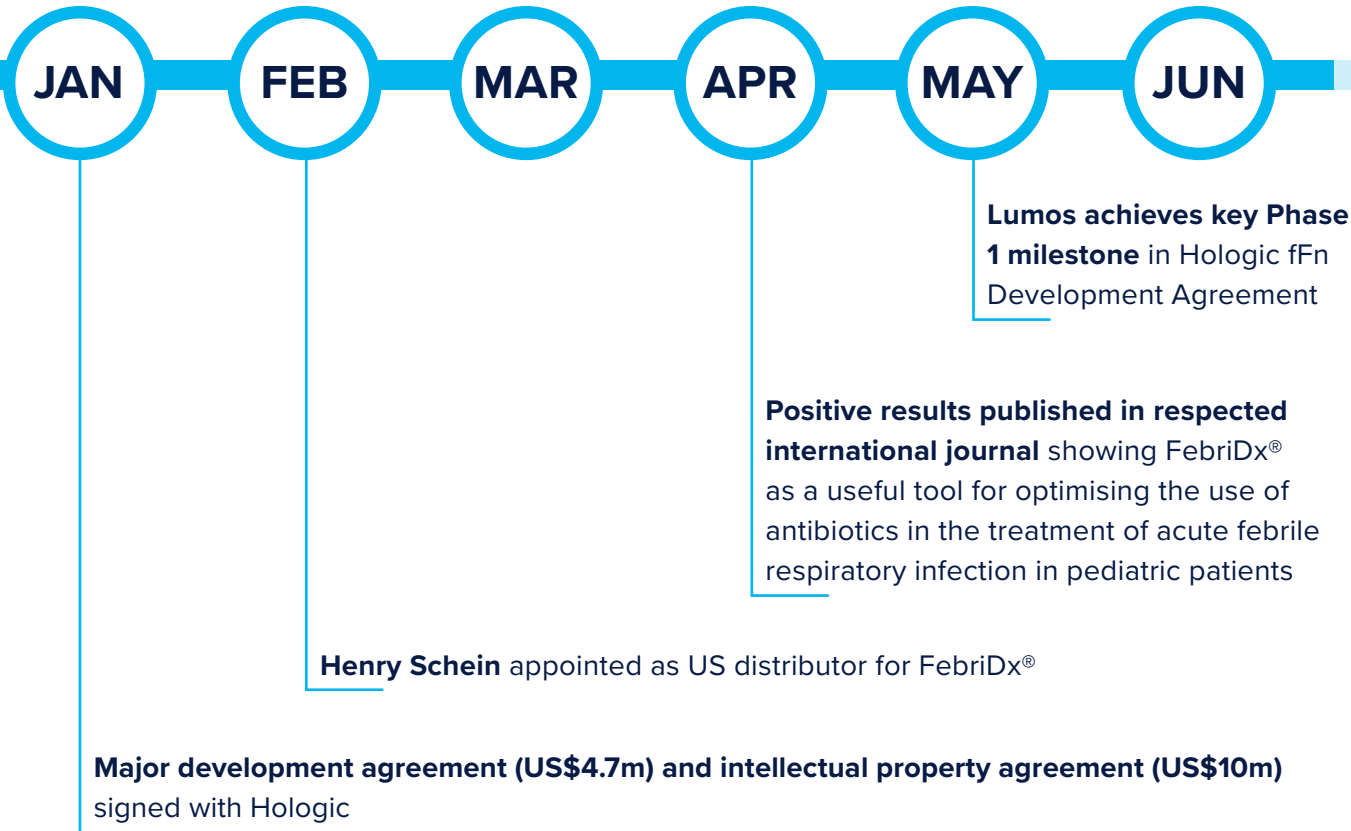 JAN FEB MAR APR MAY JUN
Lumos achieves key Phase
1 milestone in Hologic fFn
Development Agreement
Positive results published in respected
international journal showing FebriDx®
as a useful tool for optimising the use of
antibiotics in the treatment of acute febrile
respiratory infection in pediatric patients
Henry Schein appointed as US distributor for FebriDx®
Major development agreement (US$4.7m) and intellectual property agreement (US$10m)
signed with Hologic